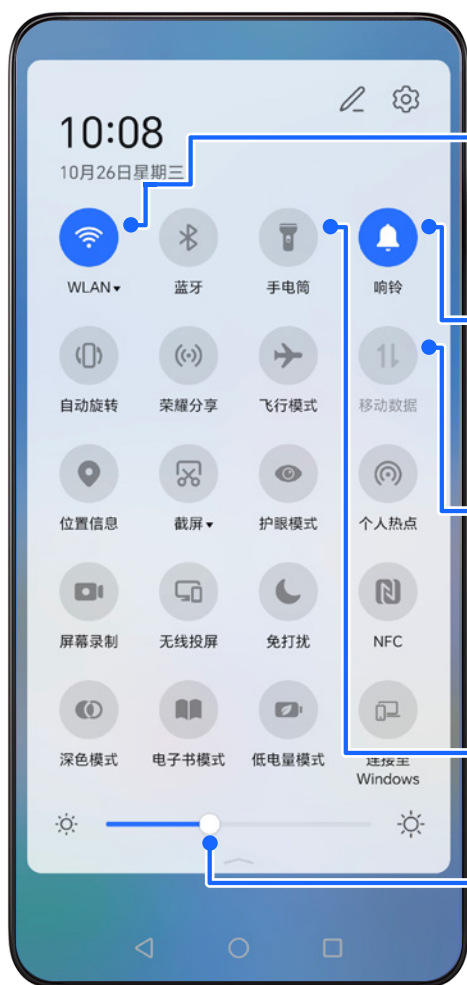 10:08
10月26日星期三
WLAN
蓝牙
手电筒
响铃
自动旋转
荣耀分享
飞行模式
移动数据
位置信息
截屏
护眼模式
个人热点
屏幕录制
无线投屏
免打扰
NFC
深色模式
电子书模式
低电量模式
连接至
Windows